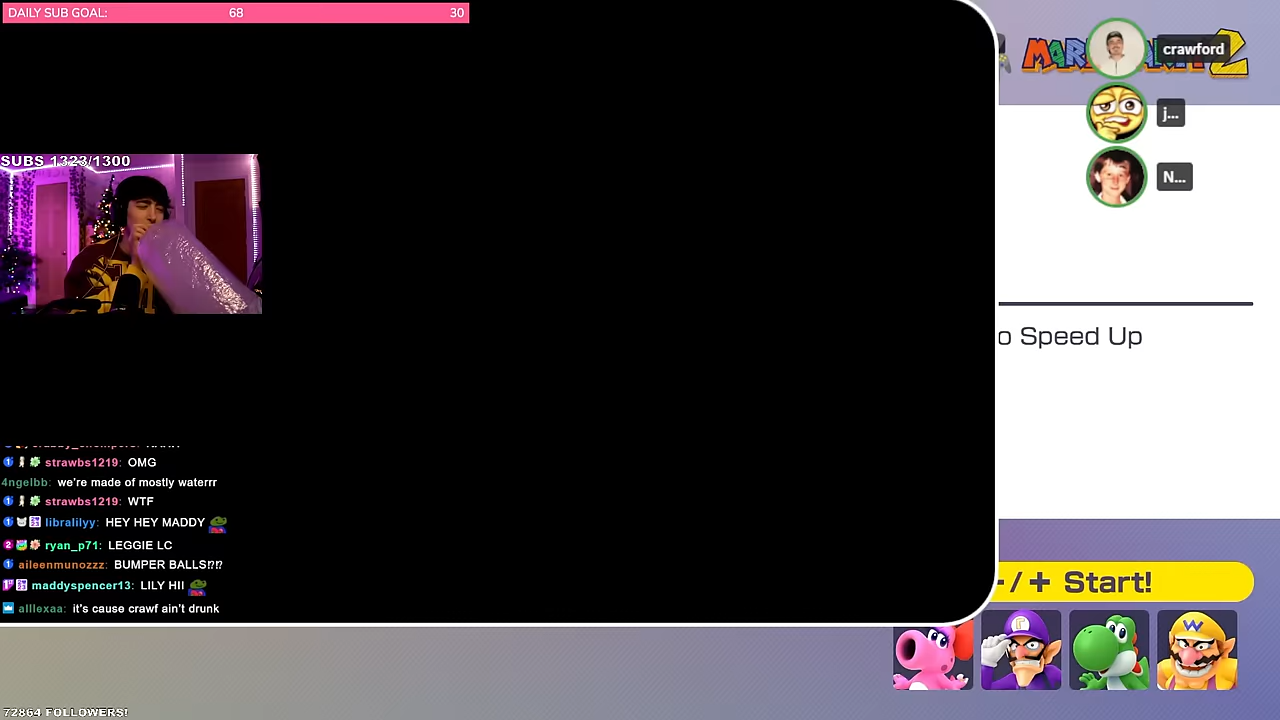 DAILY SUB GOAL: 68 30
crawford
j...
N...
SUBS 1323/1300
o Speed Up
strawbs1219: OMG
4ngelbb: we're made of mostly waterrr
strawbs1219: WTF
libralilyy: HEY HEY MADDY
ryan_p71: LEGGIE LC
aileenmunozzz: BUMPER BALLS⁉⁉
maddyspencer13: LILY HII
alllexaa: it's cause crawf ain't drunk
/ + Start!
72864 FOLLOWERS!